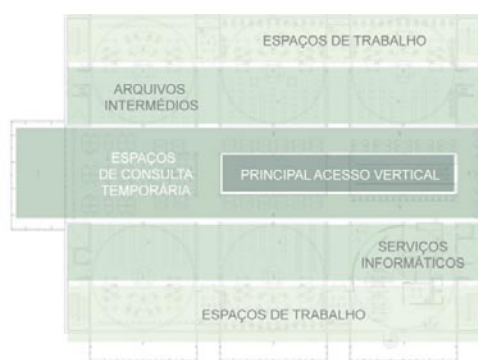 ESPAÇOS DE TRABALHO
ARQUIVOS
INTERMÉDIOS
ESPAÇOS
DE CONSULTA
TEMPORÁRIA
PRINCIPAL ACESSO VERTICAL
SERVIÇOS
INFORMÁTICOS
ESPAÇOS DE TRABALHO